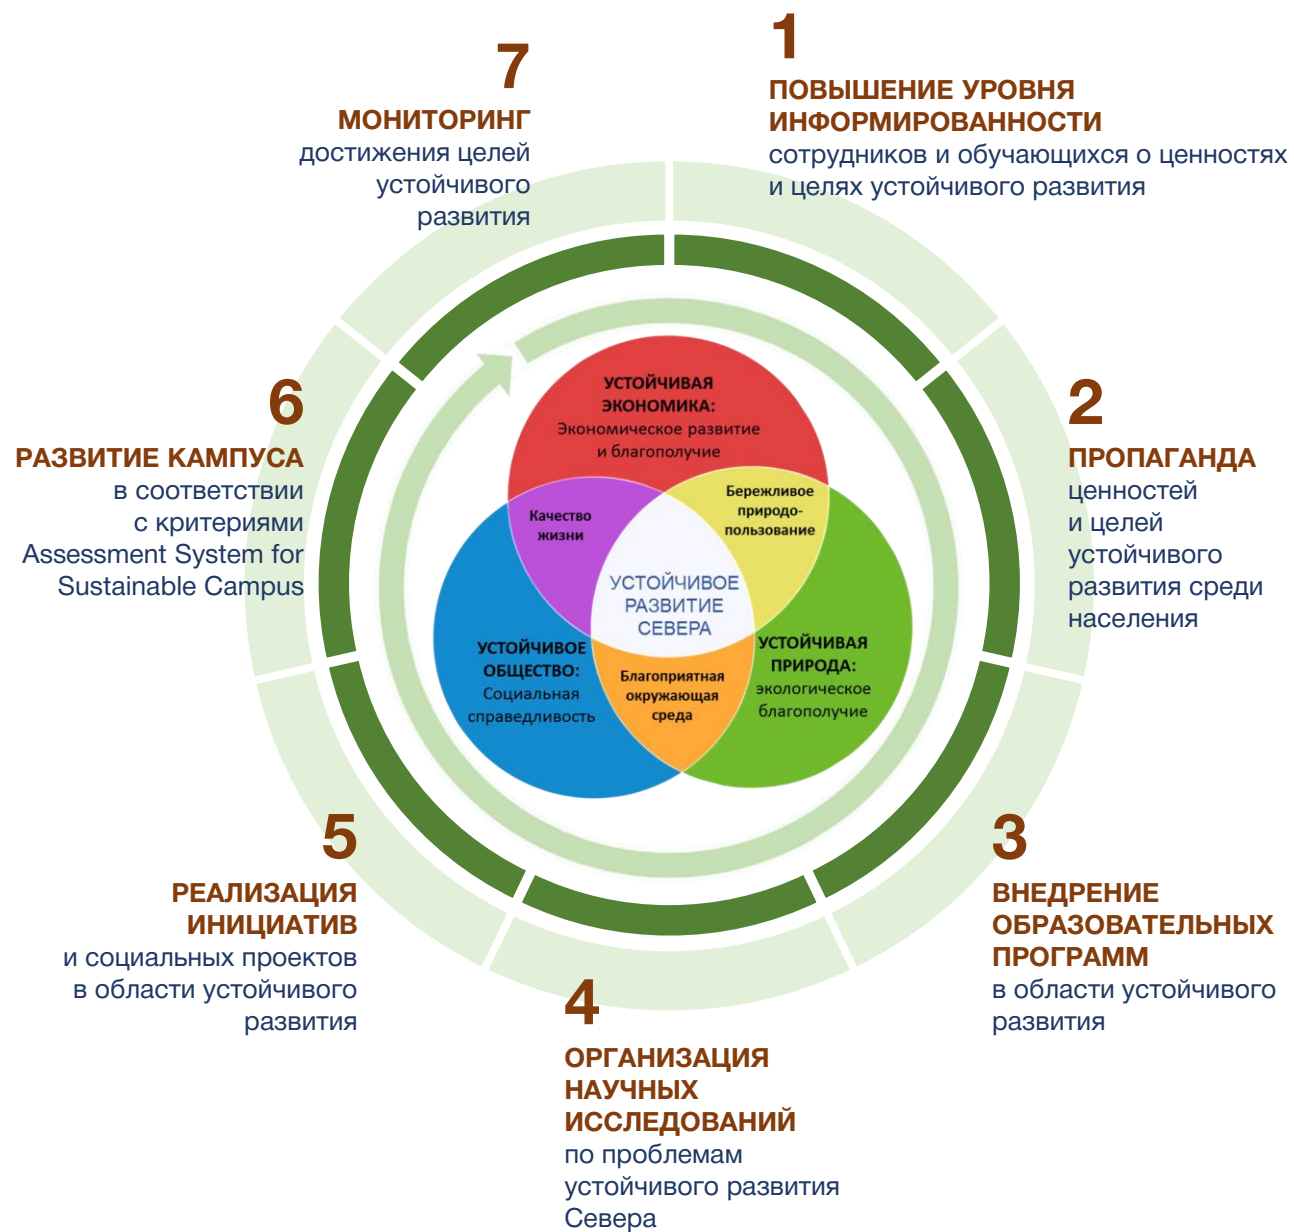 1
ПОВЫШЕНИЕ УРОВНЯ
ИНФОРМИРОВАННОСТИ
сотрудников и обучающихся о ценностях
и целях устойчивого развития
2
ПРОПАГАНДА
ценностей
и целей
устойчивого
развития среди
населения
3
ВНЕДРЕНИЕ
ОБРАЗОВАТЕЛЬНЫХ
ПРОГРАММ
в области устойчивого
развития
4
ОРГАНИЗАЦИЯ
НАУЧНЫХ
ИССЛЕДОВАНИЙ
по проблемам
устойчивого развития
Севера
5
РЕАЛИЗАЦИЯ
ИНИЦИАТИВ
и социальных проектов
в области устойчивого
развития
6
РАЗВИТИЕ КАМПУСА
в соответствии
с критериями
Assessment System for
Sustainable Campus
7
МОНИТОРИНГ
достижения целей
устойчивого
развития
УСТОЙЧИВАЯ
ЭКОНОМИКА:
Экономическое развитие
и благополучие
Качество
жизни
Бережливое
природо-
пользование
УСТОЙЧИВОЕ
РАЗВИТИЕ
СЕВЕРА
УСТОЙЧИВОЕ
ОБЩЕСТВО:
Социальная
справедливость
Благоприятная
окружающая
среда
УСТОЙЧИВАЯ
ПРИРОДА:
экологическое
благополучие